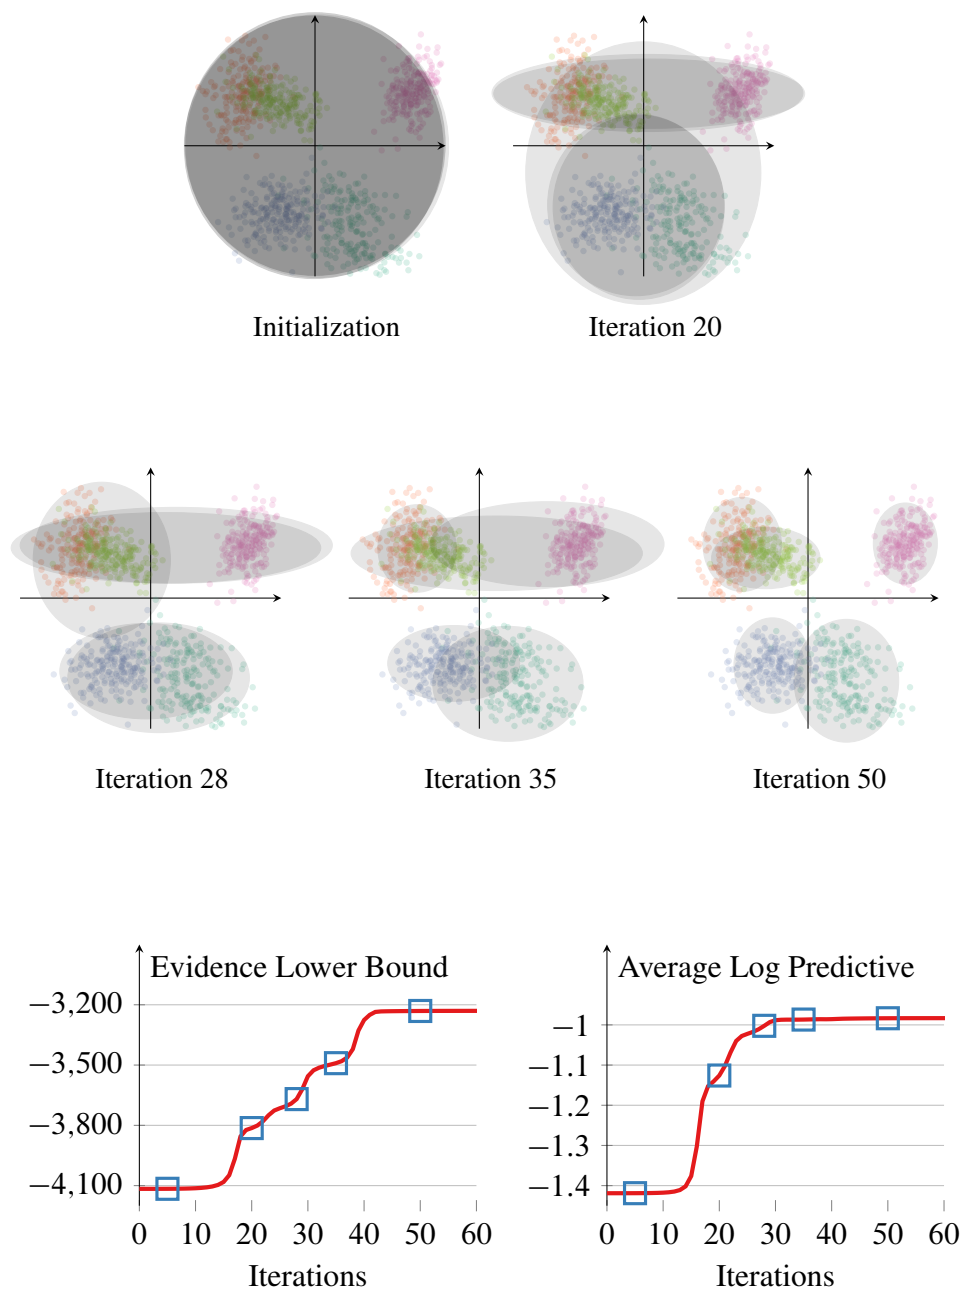 Initialization
Iteration 20
Iteration 28
Iteration 35
Iteration 50
Evidence Lower Bound
−3,200
−3,500
−3,800
−4,100
0 10 20 30 40 50 60
Iterations
Average Log Predictive
−1
−1.1
−1.2
−1.3
−1.4
0 10 20 30 40 50 60
Iterations